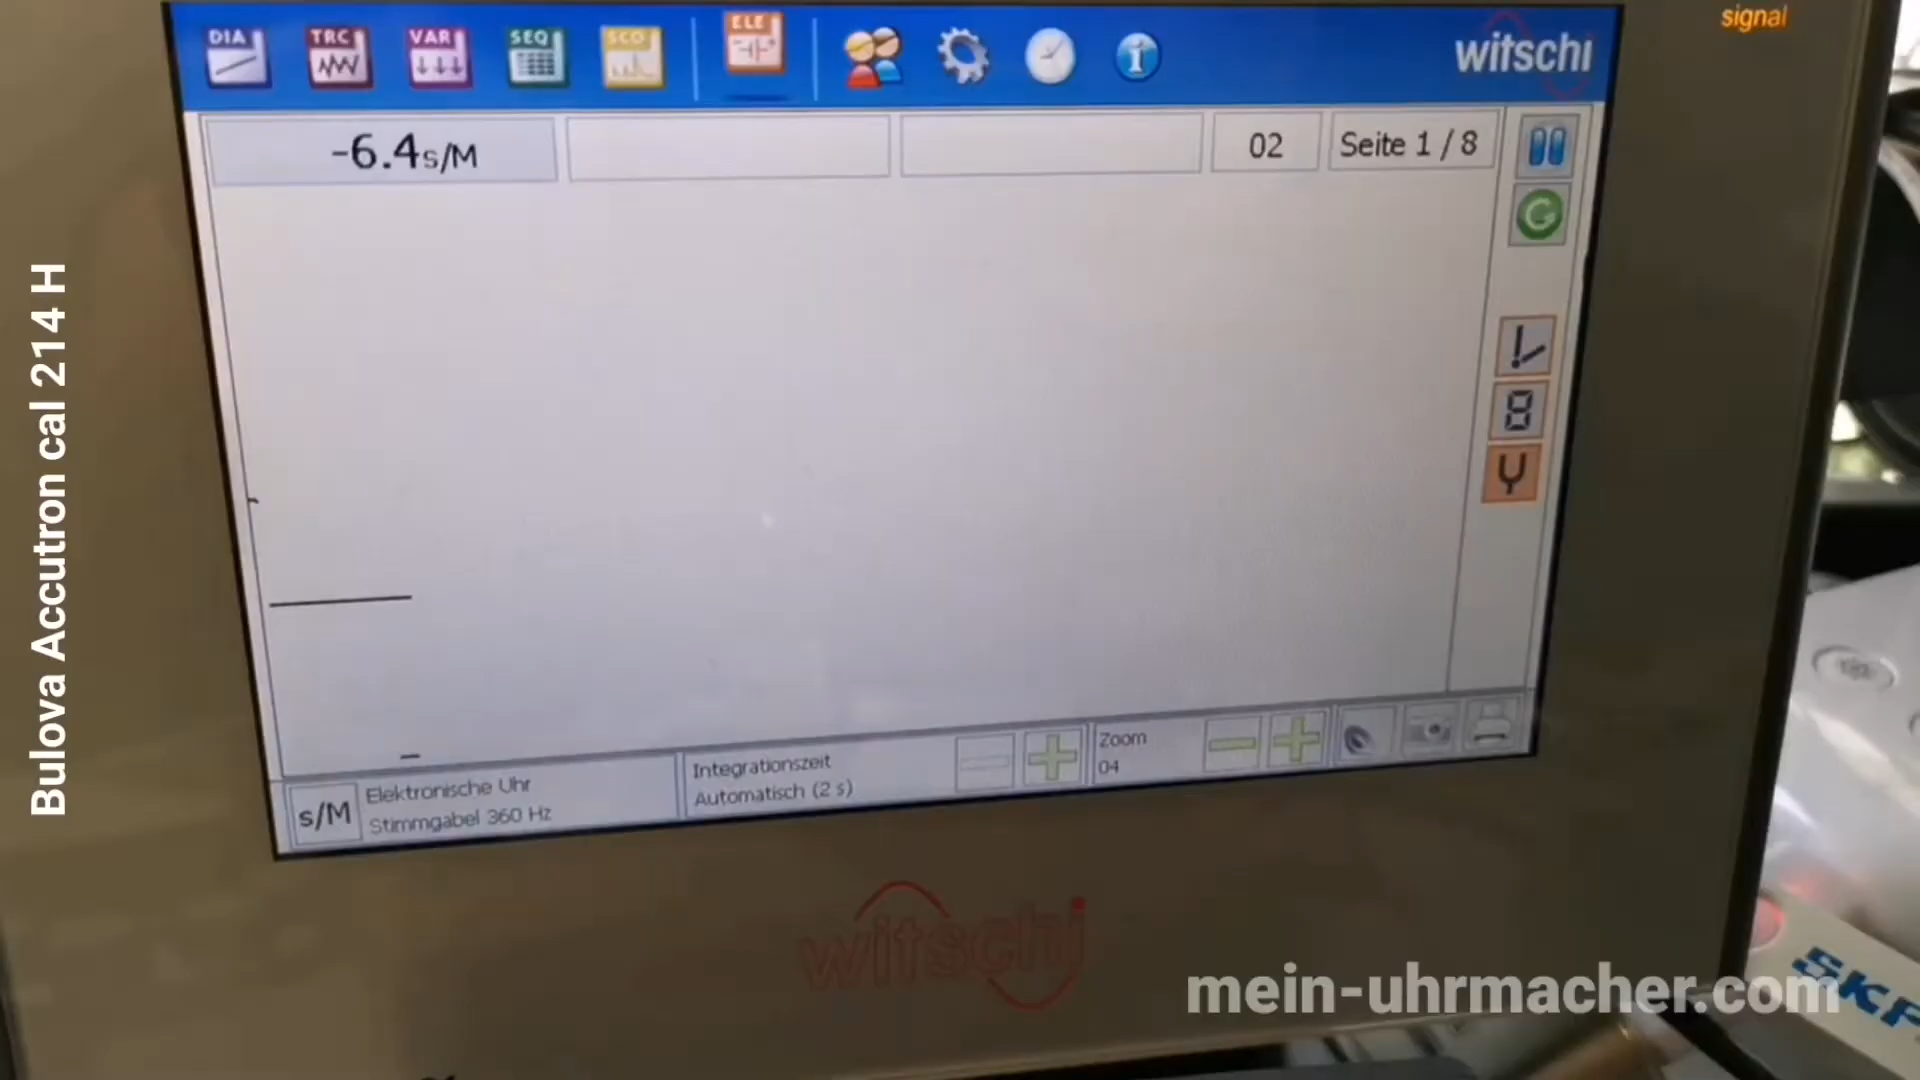 signal
DIA TRC VAR SEQ SCO ELE
witschi
-6.4s/M
02
Seite 1 / 8
Bulova Accutron cal 214 H
s/M
Elektronische Uhr
Stimmgabel 360 Hz
Integrationszeit
Automatisch (2 s)
Zoom
04
witschi
mein-uhrmacher.com
SKF